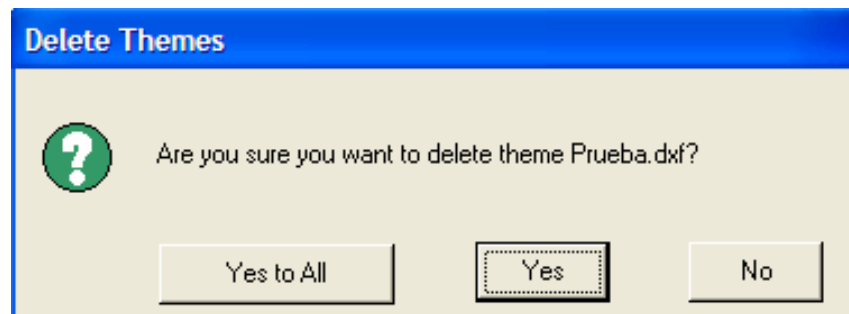 Delete Themes
Are you sure you want to delete theme Prueba.dxf?
Yes to All Yes No